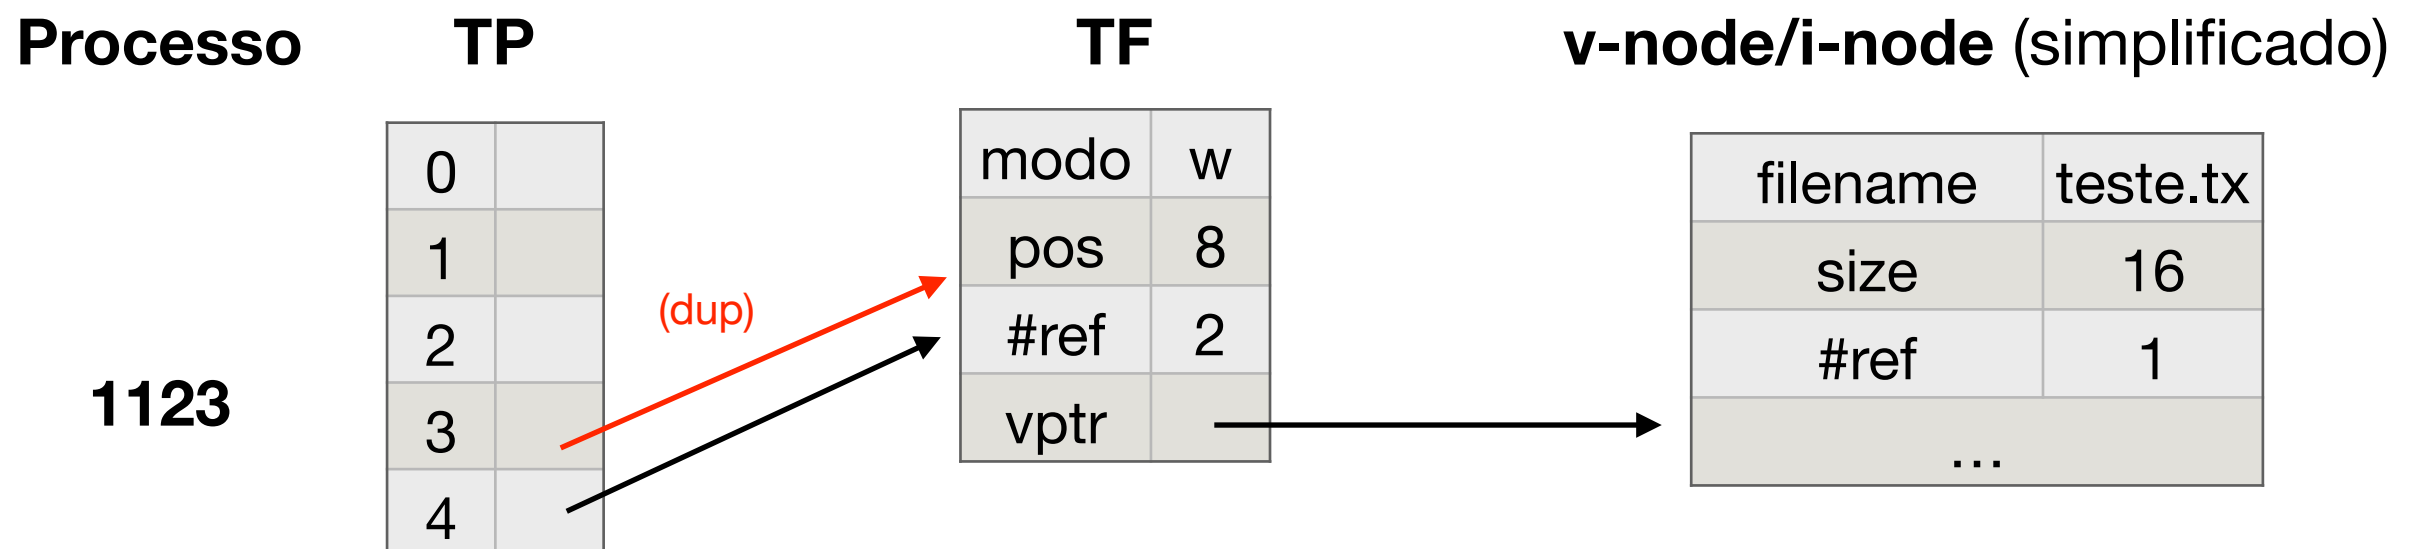 Processo TP TF v-node/i-node (simplificado)
0
1
2
3
4
1123
(dup)
modo w
pos 8
#ref 2
vptr
filename teste.tx
size 16
#ref 1
...